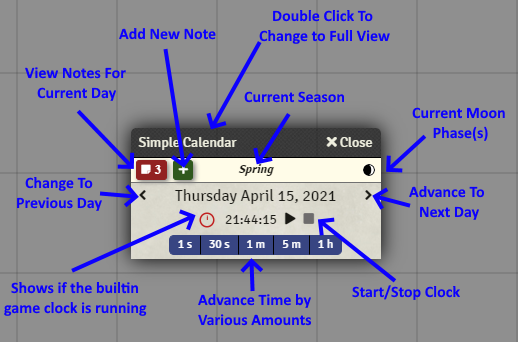 Double Click To
Change to Full View
Add New Note
View Notes For
Current Day
Current Season
Current Moon
Phase(s)
Simple Calendar
Close
3
Spring
Change To
Previous Day
Thursday April 15, 2021
Advance To
Next Day
21:44:15
1 s 30 s 1 m 5 m 1 h
Shows if the builtin
game clock is running
Advance Time by
Various Amounts
Start/Stop Clock